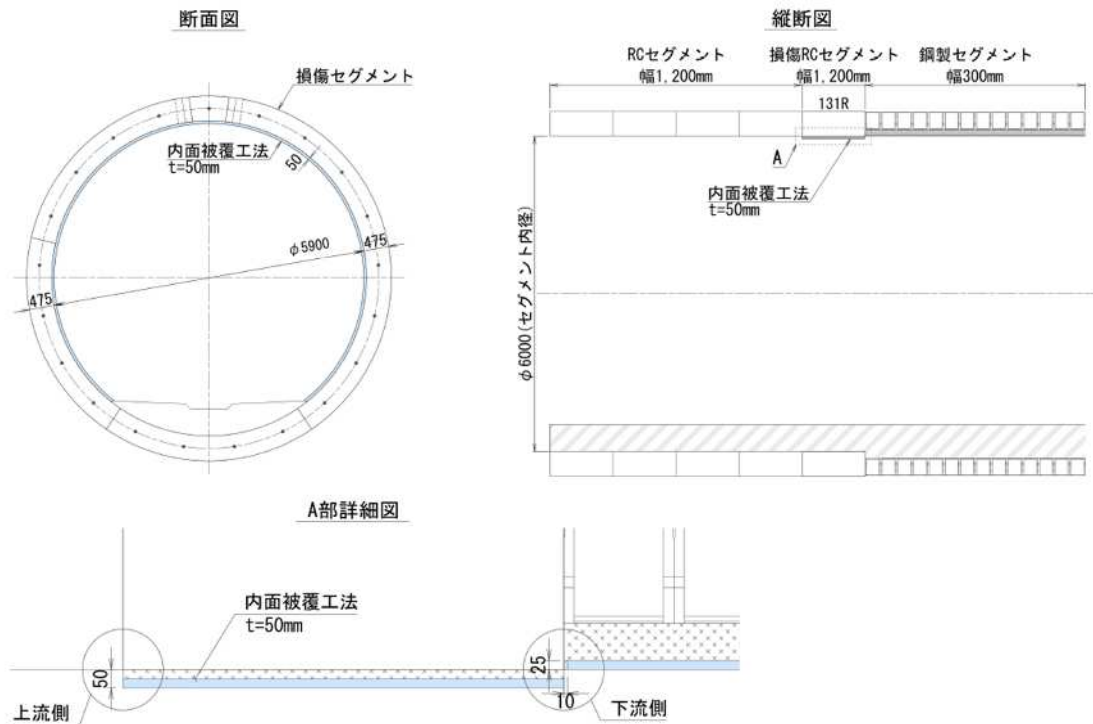 断面図
損傷セグメント
内面被覆工法
t=50mm
50
φ5900
475
475
縦断図
RCセグメント
幅1,200mm
損傷RCセグメント
幅1,200mm
鋼製セグメント
幅300mm
131R
A
内面被覆工法
t=50mm
φ6000(セグメント内径)
A部詳細図
内面被覆工法
t=50mm
50
25
10
上流側
下流側